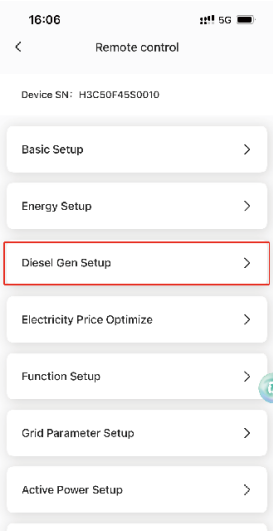 16:06
5G
Remote control
Device SN: H3C50F45S0010
Basic Setup
Energy Setup
Diesel Gen Setup
Electricity Price Optimize
Function Setup
Grid Parameter Setup
Active Power Setup